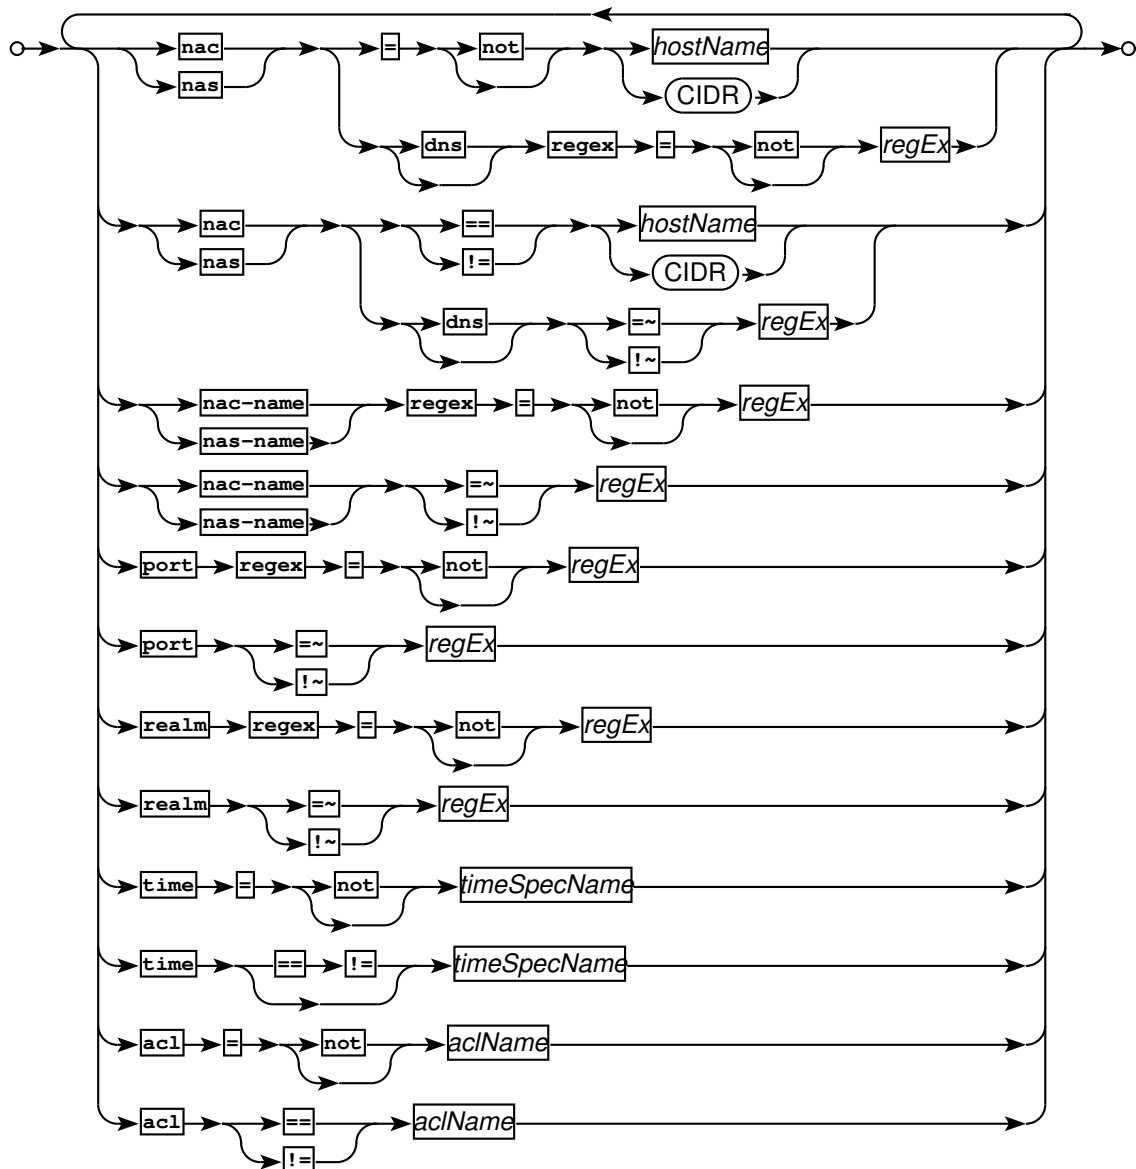 nac = not hostName
nas CIDR
dns regex = not regEx
nac == hostName
nas != CIDR
dns =~ regEx
!~
nac-name regex = not regEx
nas-name
nac-name =~ regEx
nas-name !~
port regex = not regEx
port =~ regEx
!~
realm regex = not regEx
realm =~ regEx
!~
time = not timeSpecName
time == != timeSpecName
acl = not aclName
acl == aclName
!=